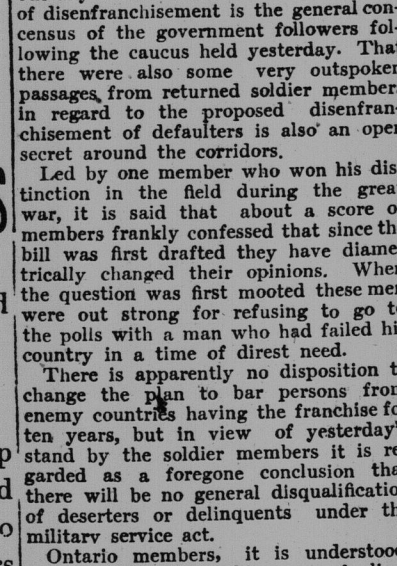 of disenfranchisement is the general con-
census of the government followers fol-
lowing the caucus held yesterday. Tha
there were also some very outspoken
passages from returned soldier member
in regard to the proposed disenfran-
chisement of defaulters is also an open
secret around the corridors.
Led by one member who won his dis
tinction in the field during the grea
war, it is said that about a score o
members frankly confessed that since th
bill was first drafted they have diame
trically changed their opinions. When
the question was first mooted these me
were out strong for refusing to go t
the polls with a man who had failed hi
country in a time of direst need.
There is apparently no disposition t
change the plan to bar persons from
enemy countries having the franchise fo
ten years, but in view of yesterday'
stand by the soldier members it is re
garded as a foregone conclusion tha
there will be no general disqualificatio
of deserters or delinquents under th
military service act.
Ontario members, it is understoo